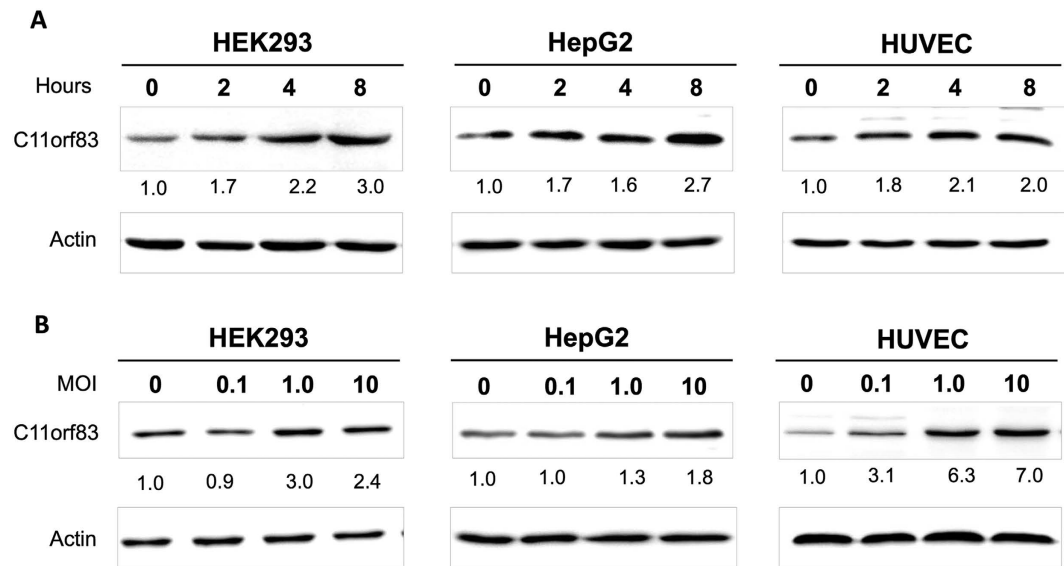 A
HEK293 HepG2 HUVEC
Hours 0 2 4 8 0 2 4 8 0 2 4 8
C11orf83
1.0 1.7 2.2 3.0 1.0 1.7 1.6 2.7 1.0 1.8 2.1 2.0
Actin
B
HEK293 HepG2 HUVEC
MOI 0 0.1 1.0 10 0 0.1 1.0 10 0 0.1 1.0 10
C11orf83
1.0 0.9 3.0 2.4 1.0 1.0 1.3 1.8 1.0 3.1 6.3 7.0
Actin